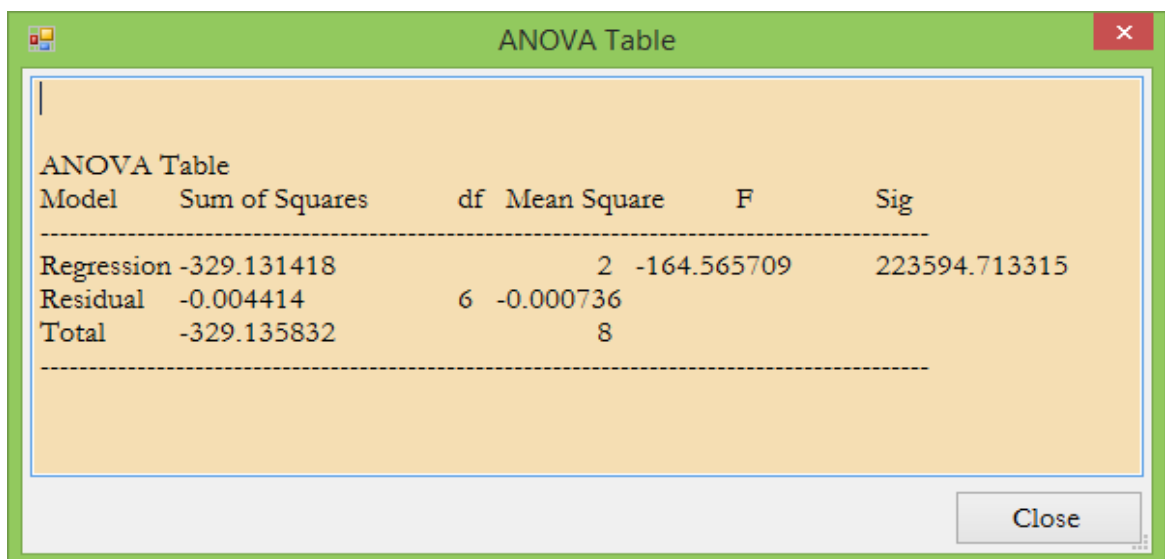 ANOVA Table
ANOVA Table
Model Sum of Squares df Mean Square F Sig
------------------------------------------------------------------------------------------
Regression -329.131418 2 -164.565709 223594.713315
Residual -0.004414 6 -0.000736
Total -329.135832 8
------------------------------------------------------------------------------------------
Close